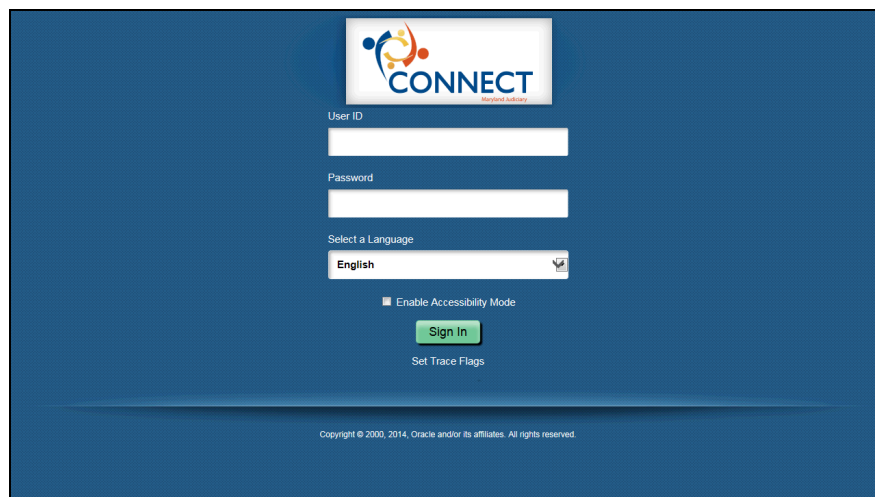 CONNECT
Maryland Judiciary
User ID
Password
Select a Language
English
Enable Accessibility Mode
Sign In
Set Trace Flags
Copyright © 2000, 2014, Oracle and/or its affiliates. All rights reserved.